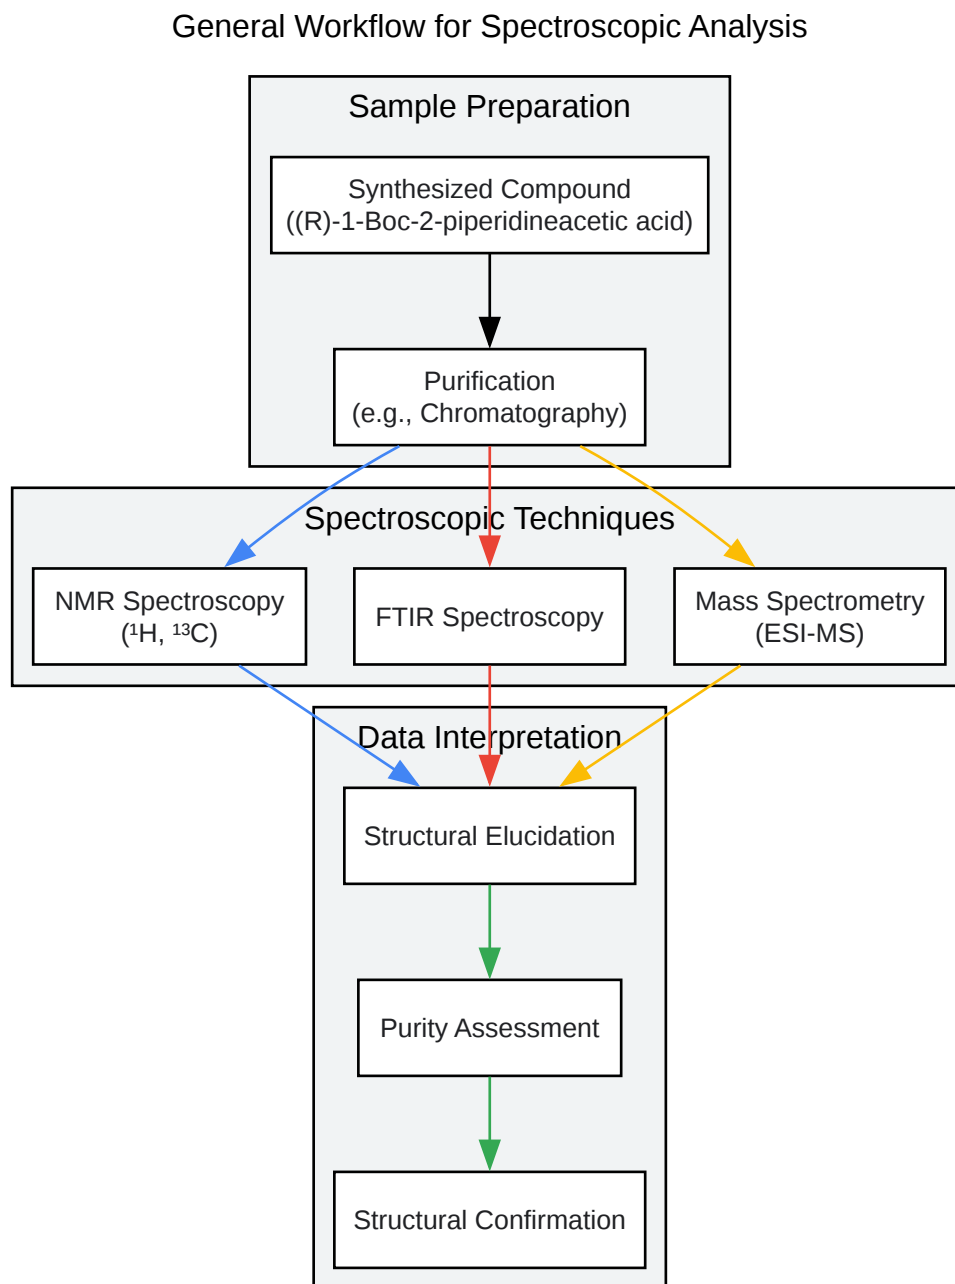 General Workflow for Spectroscopic Analysis
Sample Preparation
Synthesized Compound
((R)-1-Boc-2-piperidineacetic acid)
Purification
(e.g., Chromatography)
Spectroscopic Techniques
NMR Spectroscopy
(¹H, ¹³C)
FTIR Spectroscopy
Mass Spectrometry
(ESI-MS)
Data Interpretation
Structural Elucidation
Purity Assessment
Structural Confirmation